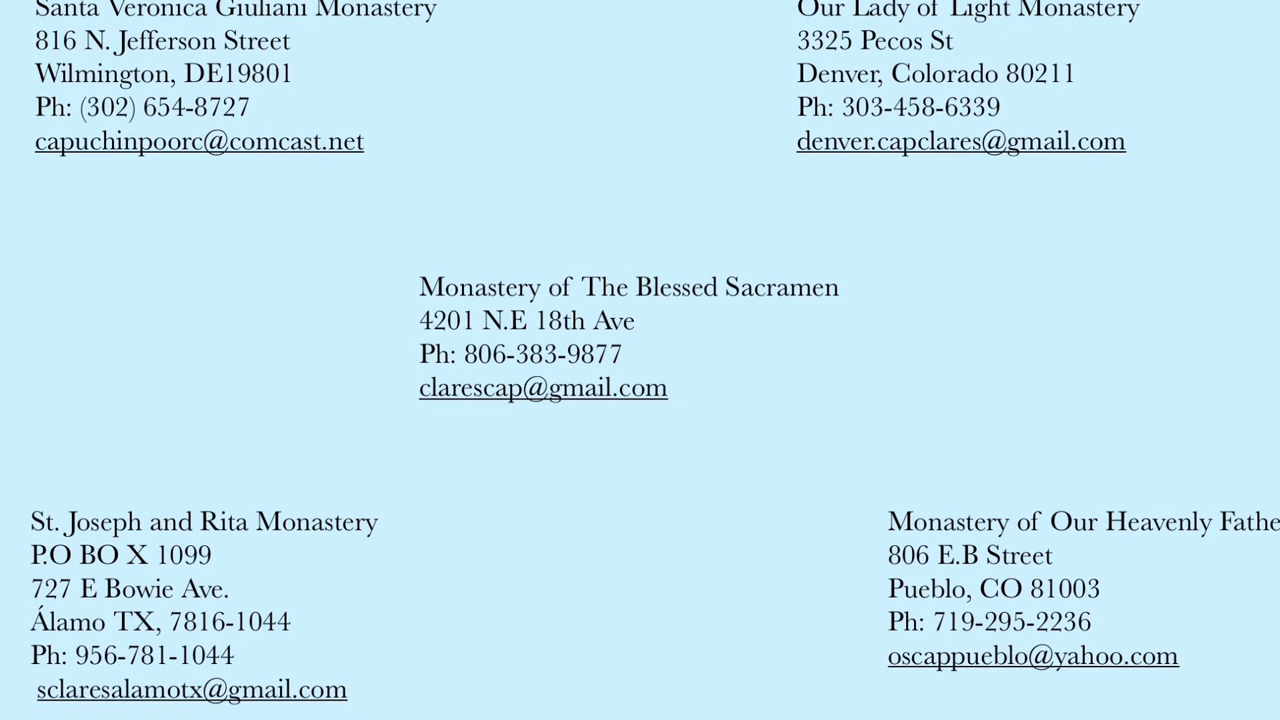 Santa Veronica Giuliani Monastery
816 N. Jefferson Street
Wilmington, DE19801
Ph: (302) 654-8727
capuchinpoorc@comcast.net
Our Lady of Light Monastery
3325 Pecos St
Denver, Colorado 80211
Ph: 303-458-6339
denver.capclares@gmail.com
Monastery of The Blessed Sacramen
4201 N.E 18th Ave
Ph: 806-383-9877
clarescap@gmail.com
St. Joseph and Rita Monastery
P.O BO X 1099
727 E Bowie Ave.
Álamo TX, 7816-1044
Ph: 956-781-1044
sclaresalamotx@gmail.com
Monastery of Our Heavenly Fathe
806 E.B Street
Pueblo, CO 81003
Ph: 719-295-2236
oscappueblo@yahoo.com